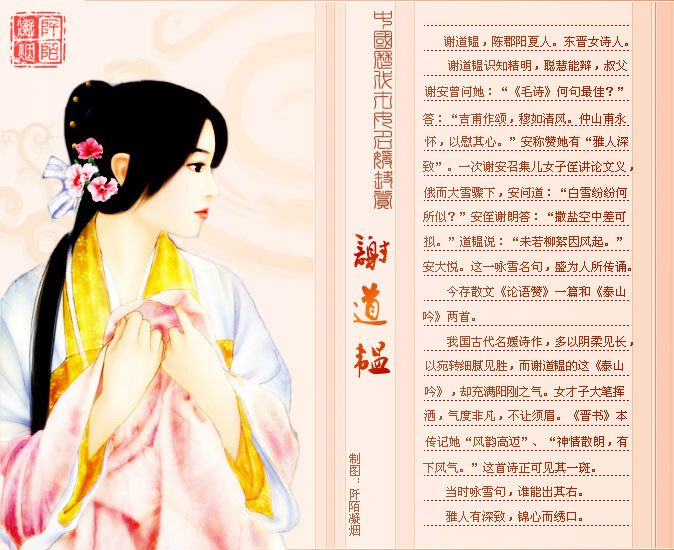 阡陌
凝烟
中國歷代才女名媛詩賞
謝道韞
制图：阡陌凝烟
谢道韫，陈郡阳夏人。东晋女诗人。
谢道韫识知精明，聪慧能辩，叔父
谢安曾问她：“《毛诗》何句最佳？”
答：“吉甫作颂，穆如清风。仲山甫永
怀，以慰其心。”安称赞她有“雅人深
致”。一次谢安召集儿女子侄讲论文义，
俄而大雪骤下，安问道：“白雪纷纷何
所似？”安侄谢朗答：“撒盐空中差可
拟。”道韫说：“未若柳絮因风起。”
安大悦。这一咏雪名句，盛为人所传诵。
今存散文《论语赞》一篇和《泰山
吟》两首。
我国古代名媛诗作，多以阴柔见长，
以宛转细腻见胜，而谢道韫的这《泰山
吟》，却充满阳刚之气。女才子大笔挥
洒，气度非凡，不让须眉。《晋书》本
传记她“风韵高迈”、“神情散朗，有
下风气。”这首诗正可见其一斑。
当时咏雪句，谁能出其右。
雅人有深致，锦心而绣口。